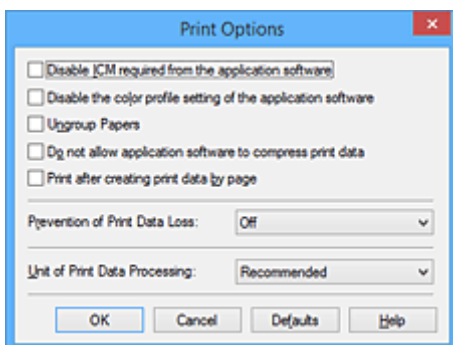 Print Options
Disable ICM required from the application software
Disable the color profile setting of the application software
Ungroup Papers
Do not allow application software to compress print data
Print after creating print data by page
Prevention of Print Data Loss: Off
Unit of Print Data Processing: Recommended
OK Cancel Defaults Help